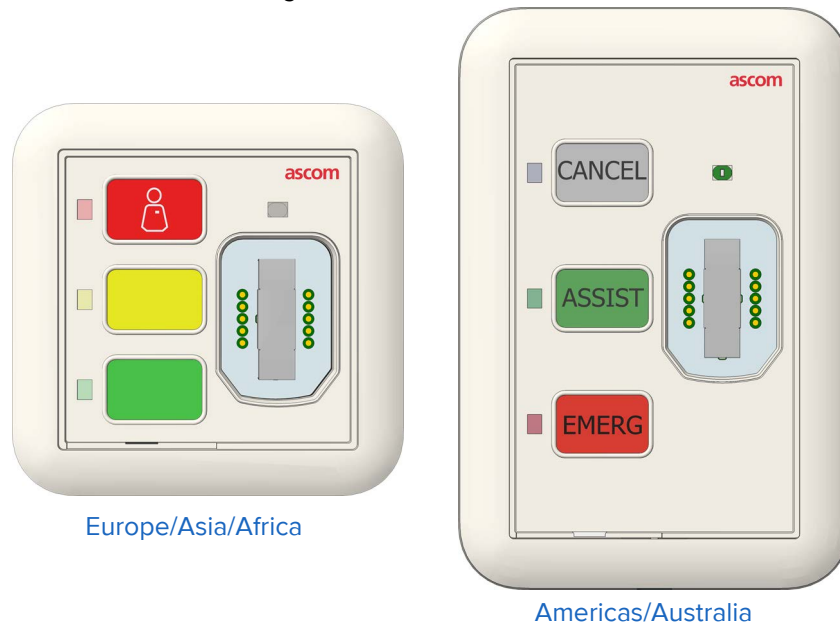 ascom
Europe/Asia/Africa
ascom
CANCEL
ASSIST
EMERG
Americas/Australia